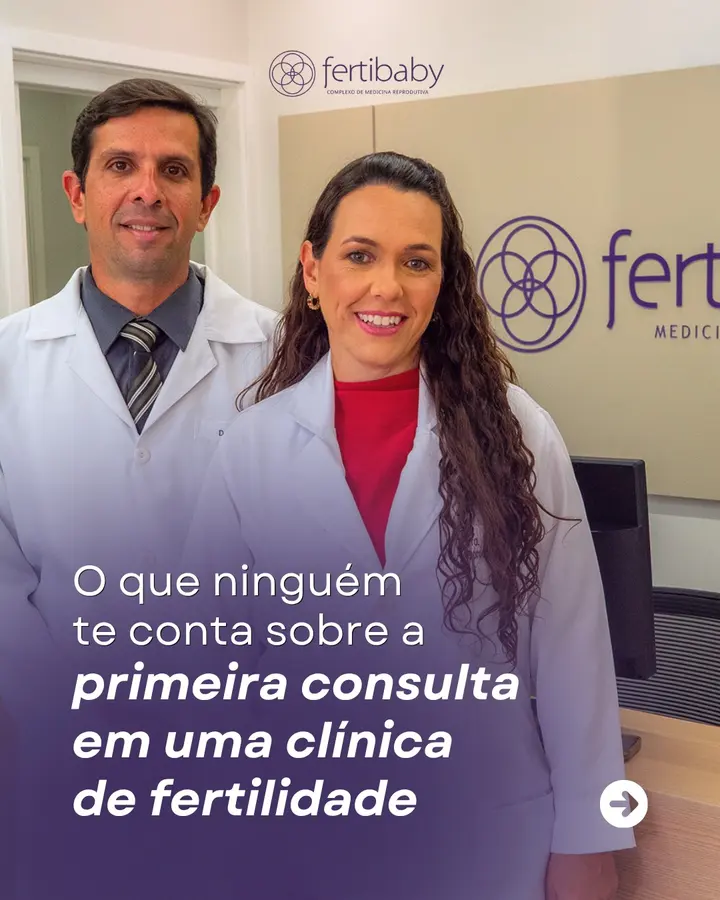 fertibaby
COMPLEXO DE MEDICINA REPRODUTIVA
fert
MEDICI
D
O que ninguém
te conta sobre a
primeira consulta
em uma clínica
de fertilidade